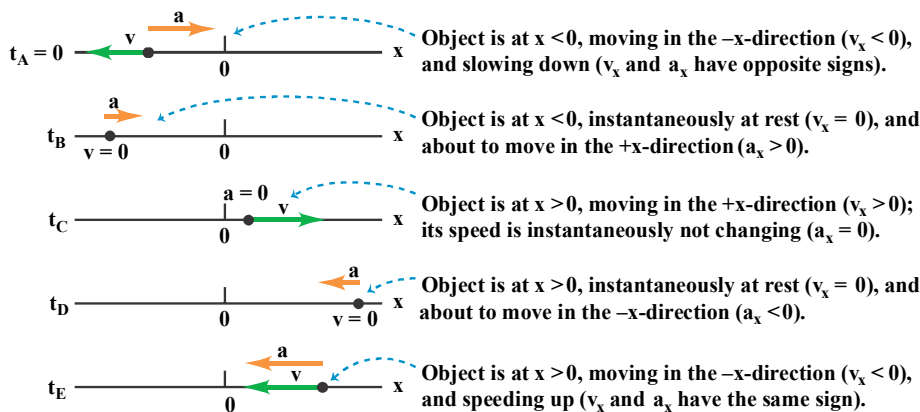 a
v
t_A = 0
0
x
Object is at x <0, moving in the –x-direction (v_x < 0),
and slowing down (v_x and a_x have opposite signs).
a
t_B
v = 0
0
x
Object is at x <0, instantaneously at rest (v_x = 0), and
about to move in the +x-direction (a_x > 0).
a = 0
v
t_C
0
x
Object is at x >0, moving in the +x-direction (v_x >0);
its speed is instantaneously not changing (a_x = 0).
a
t_D
0
v = 0
x
Object is at x >0, instantaneously at rest (v_x = 0), and
about to move in the –x-direction (a_x <0).
a
v
t_E
0
x
Object is at x >0, moving in the –x-direction (v_x < 0),
and speeding up (v_x and a_x have the same sign).